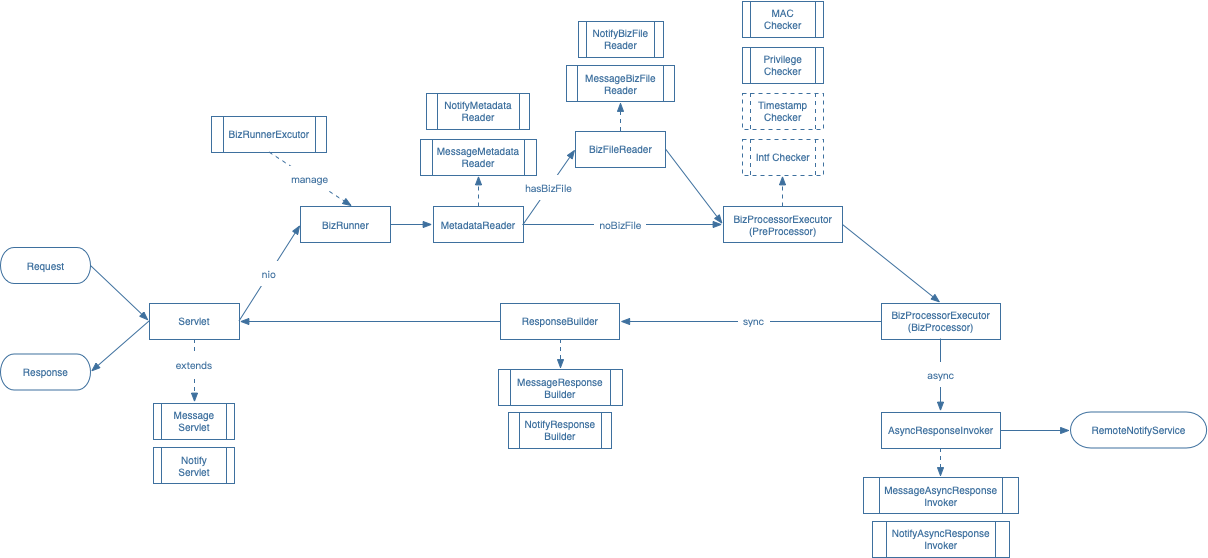 MAC
Checker
NotifyBizFile
Reader
Privilege
Checker
MessageBizFile
Reader
NotifyMetadata
Reader
Timestamp
Checker
BizRunnerExcutor
MessageMetadata
Reader
BizFileReader
Intf Checker
manage
hasBizFile
BizRunner
MetadataReader
noBizFile
BizProcessorExecutor
(PreProcessor)
Request
nio
Servlet
ResponseBuilder
sync
BizProcessorExecutor
(BizProcessor)
Response
extends
async
MessageResponse
Builder
Message
Servlet
NotifyResponse
Builder
AsyncResponseInvoker
RemoteNotifyService
Notify
Servlet
MessageAsyncResponse
Invoker
NotifyAsyncResponse
Invoker